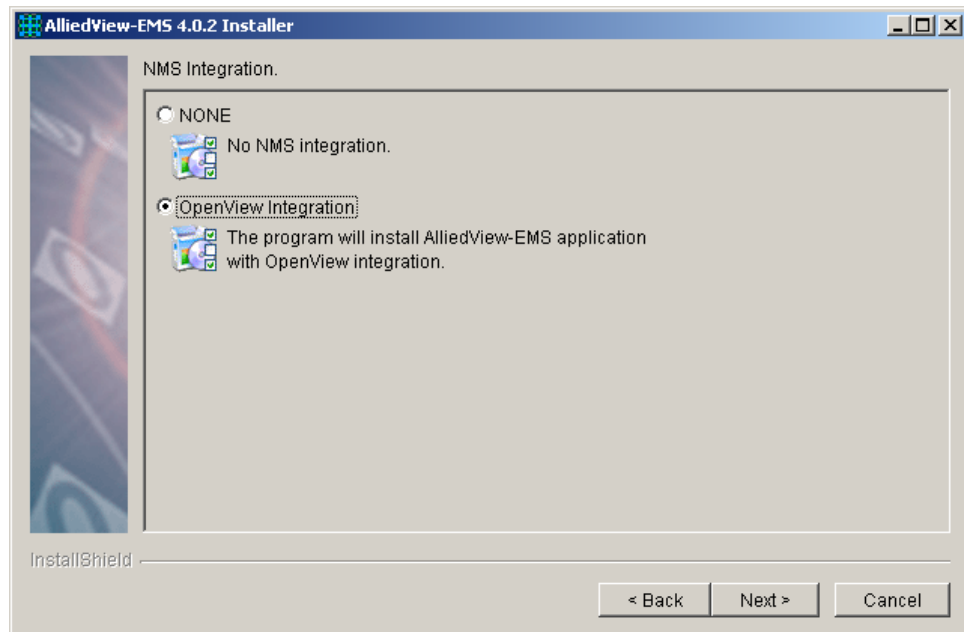 AlliedView-EMS 4.0.2 Installer
NMS Integration.
NONE
No NMS integration.
OpenView Integration
The program will install AlliedView-EMS application
with OpenView integration.
InstallShield
< Back
Next >
Cancel